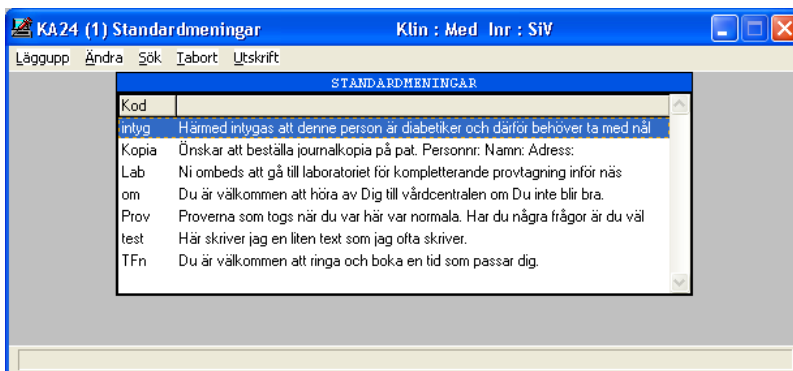 KA24 (1) Standardmeningar Klin : Med Inr : SiV
Läggupp Ändra Sök Tabort Utskrift
STANDARDMENINGAR
Kod
intyg Härmed intygas att denne person är diabetiker och därför behöver ta med nål
Kopia Önskar att beställa journalkopia på pat. Personnr: Namn: Adress:
Lab Ni ombeds att gå till laboratoriet för kompletterande provtagning inför näs
om Du är välkommen att höra av Dig till vårdcentralen om Du inte blir bra.
Prov Proverna som togs när du var här var normala. Har du några frågor är du väl
test Här skriver jag en liten text som jag ofta skriver.
TFn Du är välkommen att ringa och boka en tid som passar dig.